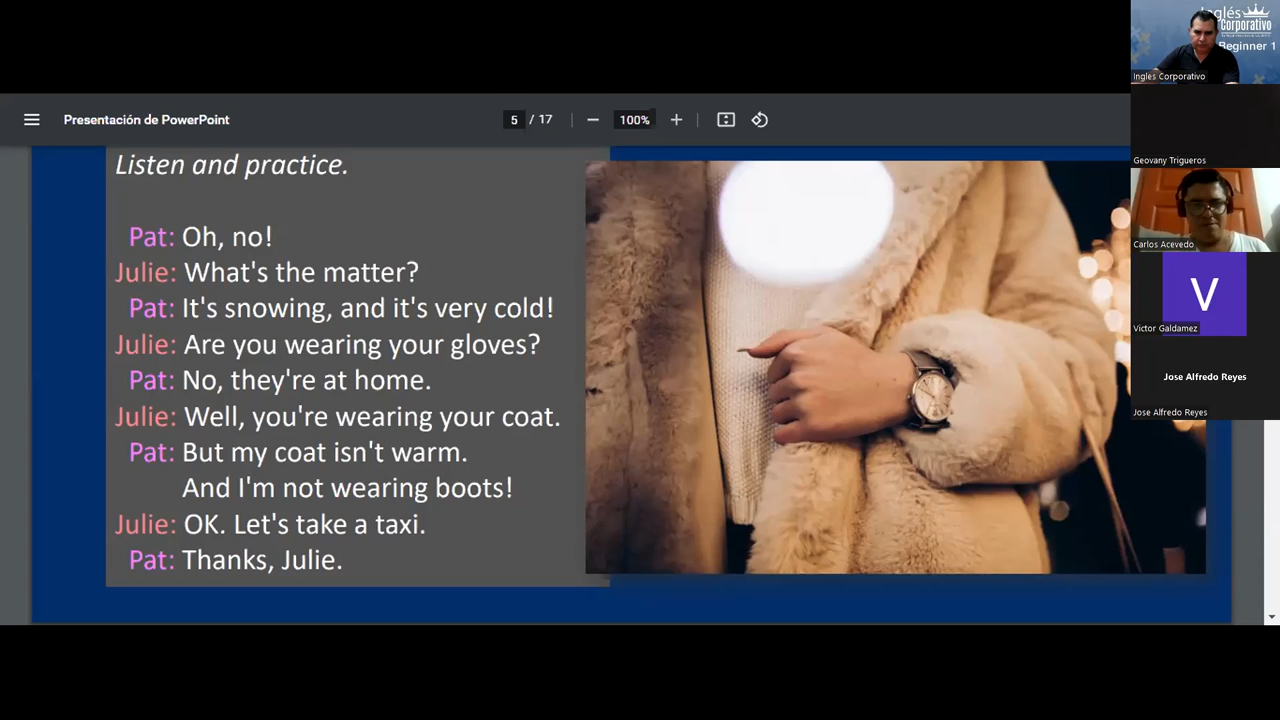 Presentación de PowerPoint
5 / 17
100%
Listen and practice.
Pat: Oh, no!
Julie: What's the matter?
Pat: It's snowing, and it's very cold!
Julie: Are you wearing your gloves?
Pat: No, they're at home.
Julie: Well, you're wearing your coat.
Pat: But my coat isn't warm.
And I'm not wearing boots!
Julie: OK. Let's take a taxi.
Pat: Thanks, Julie.
Inglés
Corporativo
Beginner 1
Ingles Corporativo
Geovany Trigueros
Carlos Acevedo
V
Victor Galdamez
Jose Alfredo Reyes
Jose Alfredo Reyes